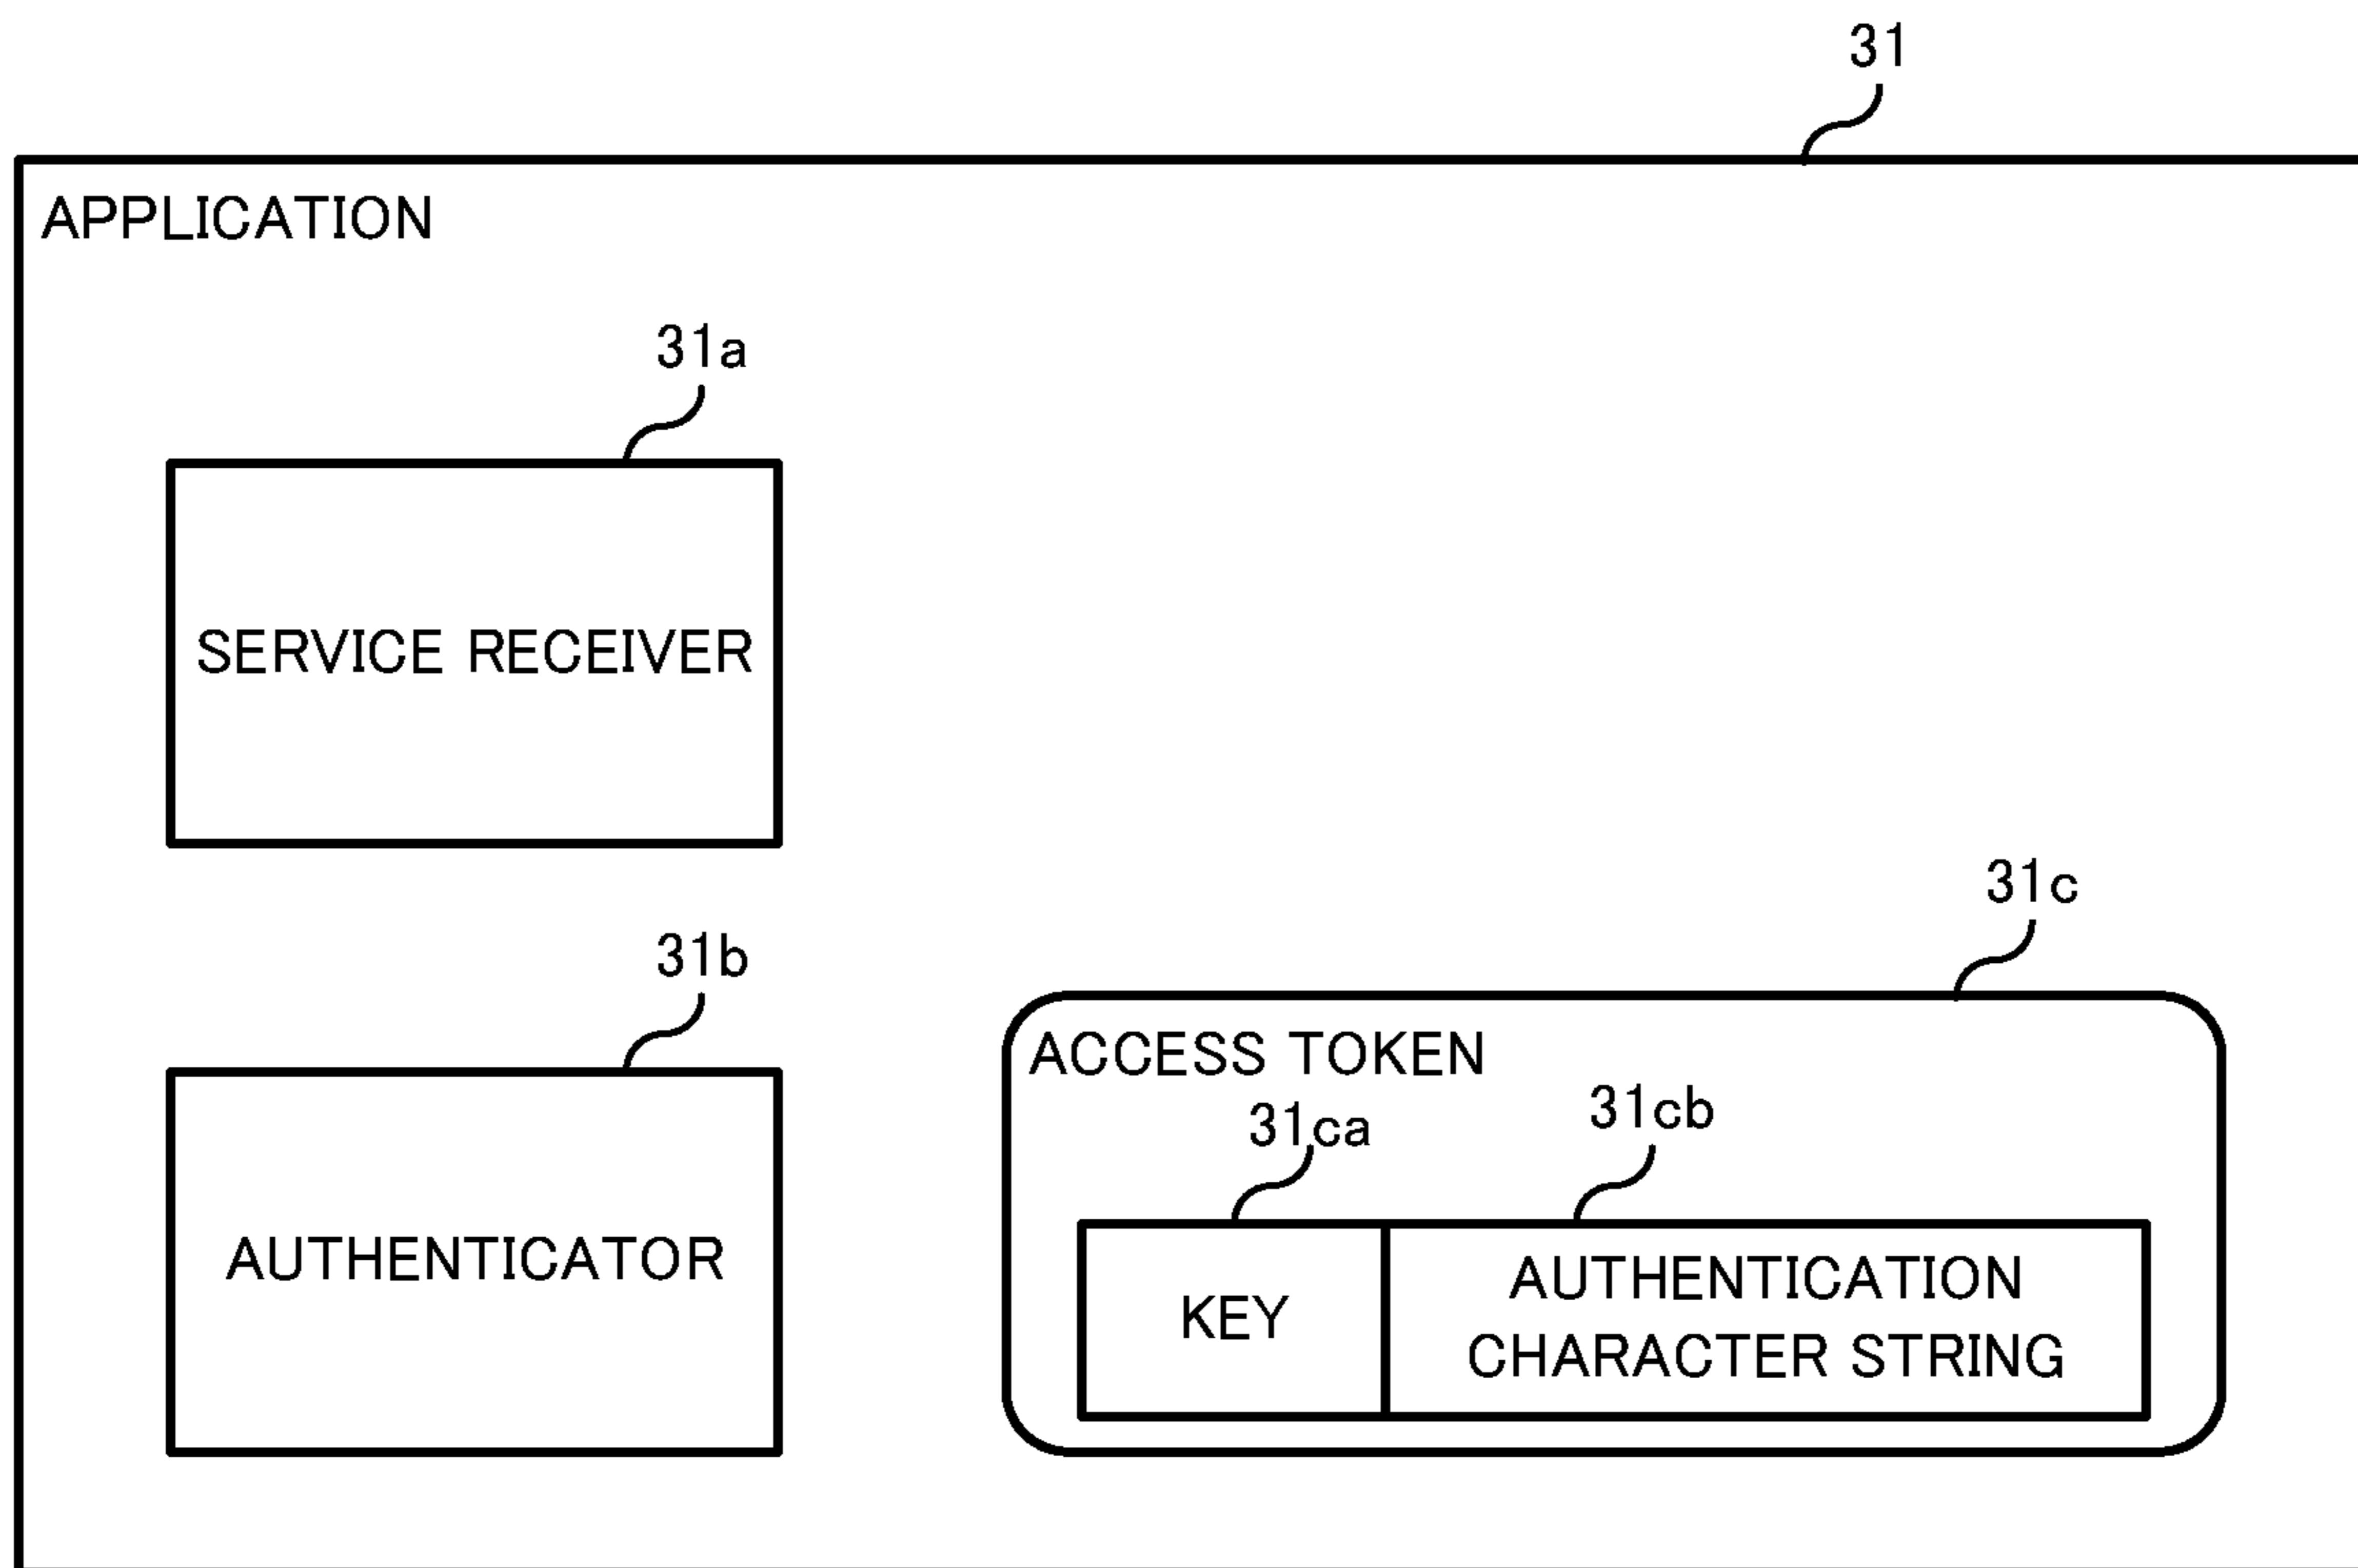 31
APPLICATION
31a
SERVICE RECEIVER
31c
31b
ACCESS TOKEN
31ca
31cb
AUTHENTICATOR
KEY
AUTHENTICATION
CHARACTER STRING